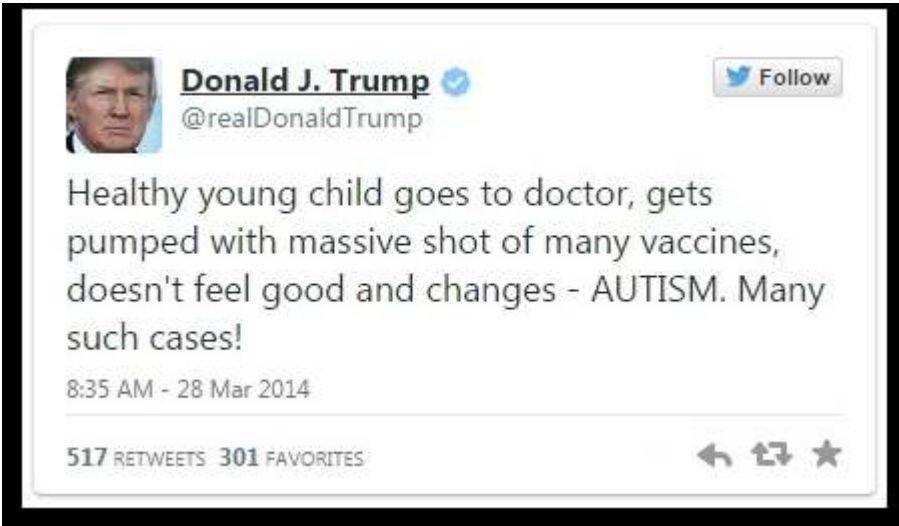 Donald J. Trump
Follow
@realDonaldTrump
Healthy young child goes to doctor, gets
pumped with massive shot of many vaccines,
doesn't feel good and changes - AUTISM. Many
such cases!
8:35 AM - 28 Mar 2014
517 RETWEETS 301 FAVORITES